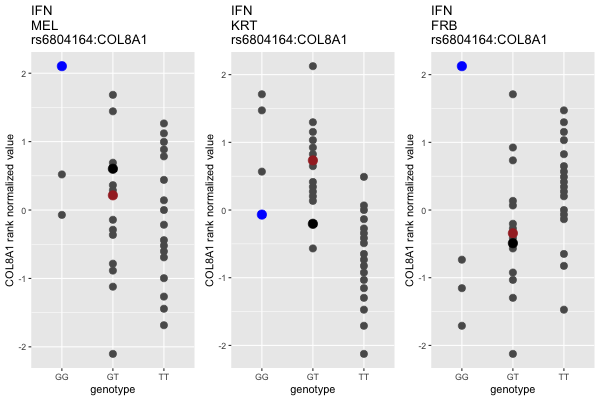 IFN
MEL
rs6804164:COL8A1
COL8A1 rank normalized value
2
1
0
-1
-2
GG GT TT
genotype
IFN
KRT
rs6804164:COL8A1
COL8A1 rank normalized value
2
1
0
-1
-2
GG GT TT
genotype
IFN
FRB
rs6804164:COL8A1
COL8A1 rank normalized value
2
1
0
-1
-2
GG GT TT
genotype